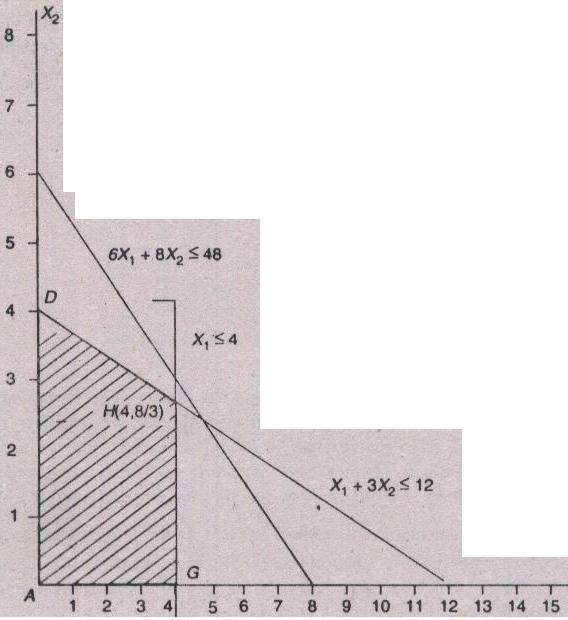 X₂
8
7
6
5
6X₁ + 8X₂ ≤ 48
D
4
X₁ ≤ 4
3
H(4,8/3)
2
X₁ + 3X₂ ≤ 12
1
G
A
1 2 3 4 5 6 7 8 9 10 11 12 13 14 15